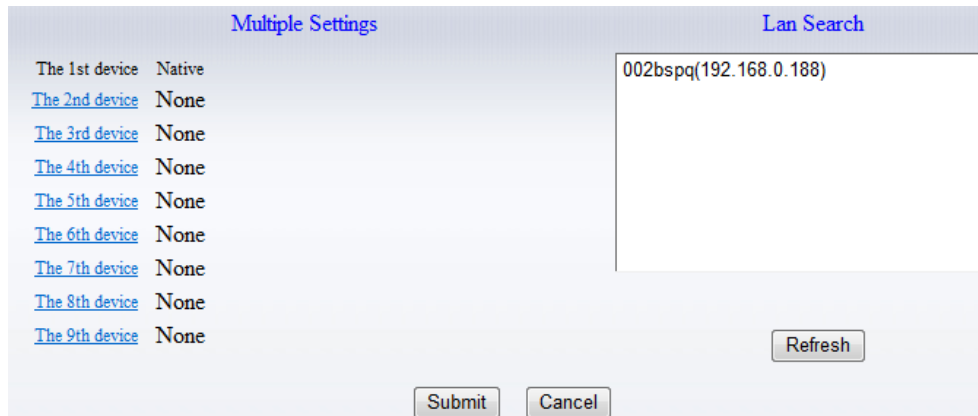 Multiple Settings
Lan Search
The 1st device Native
002bspq(192.168.0.188)
The 2nd device None
The 3rd device None
The 4th device None
The 5th device None
The 6th device None
The 7th device None
The 8th device None
The 9th device None
Refresh
Submit Cancel